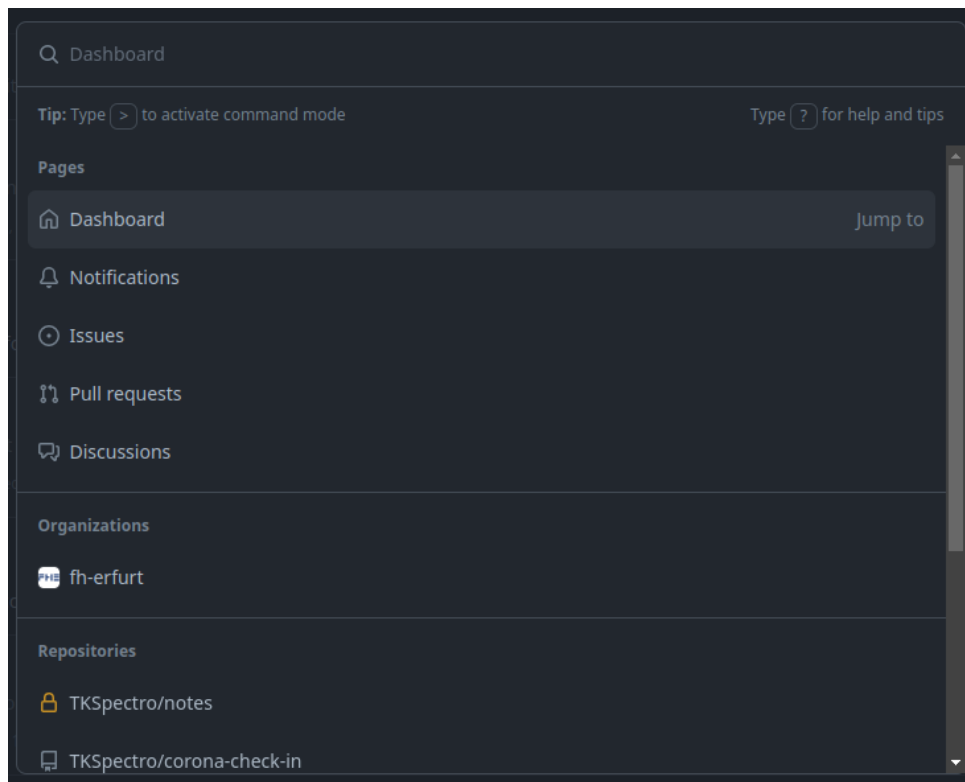 Dashboard
Tip: Type > to activate command mode Type ? for help and tips
Pages
Dashboard Jump to
Notifications
Issues
Pull requests
Discussions
Organizations
FHE fh-erfurt
Repositories
TKSpectro/notes
TKSpectro/corona-check-in